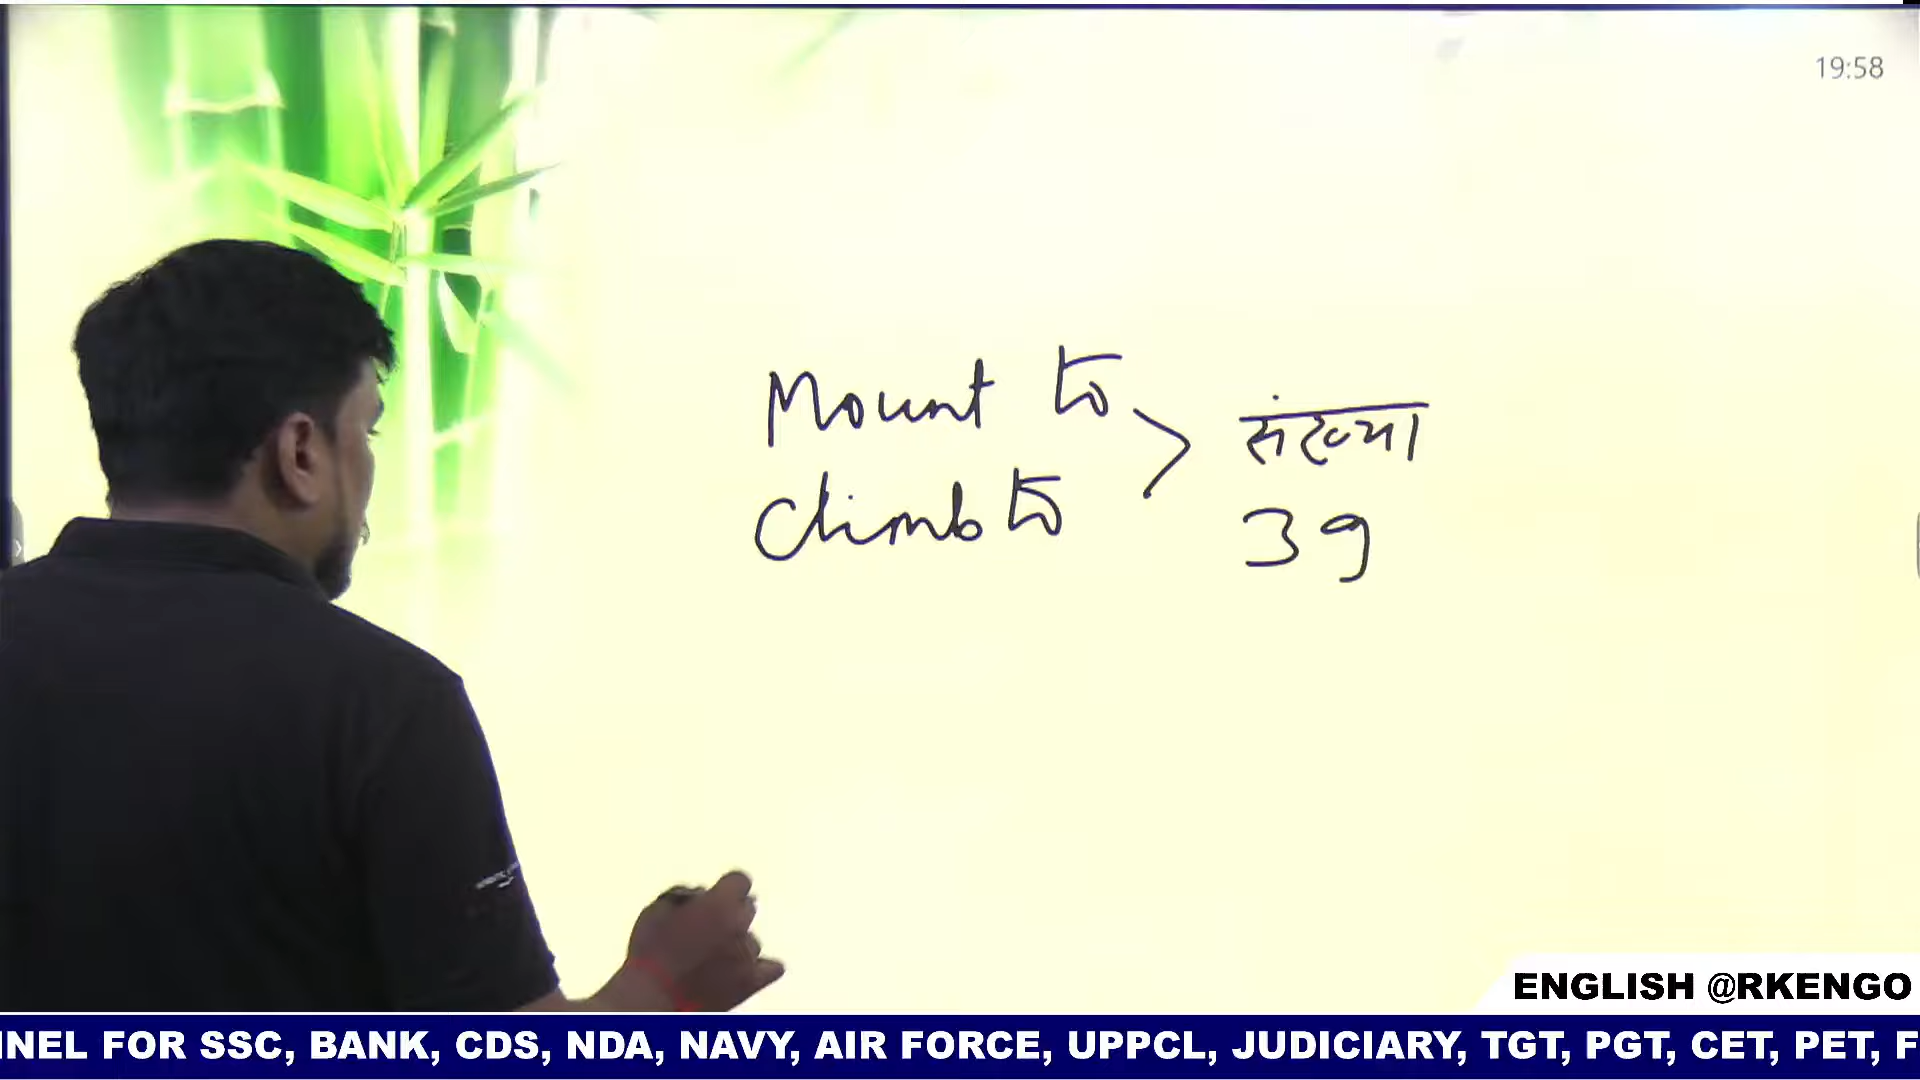 19:58
Mount to
संख्या
Climb to
39
ENGLISH @RKENGO
NEL FOR SSC, BANK, CDS, NDA, NAVY, AIR FORCE, UPPCL, JUDICIARY, TGT, PGT, CET, PET, F